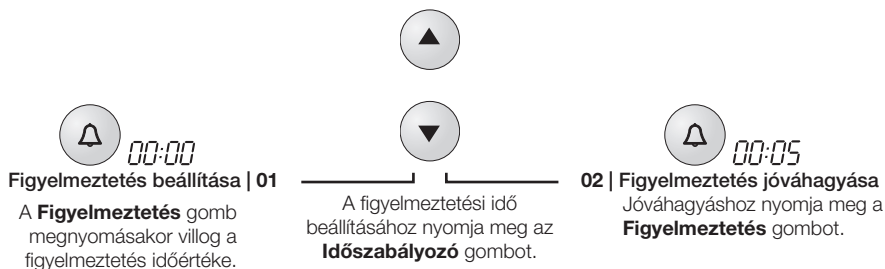 00:00
Figyelmeztetés beállítása | 01
A Figyelmeztetés gomb
megnyomásakor villog a
figyelmeztetés időértéke.
A figyelmeztetési idő
beállításához nyomja meg az
Időszabályozó gombot.
00:05
02 | Figyelmeztetés jóváhagyása
Jóváhagyáshoz nyomja meg a
Figyelmeztetés gombot.